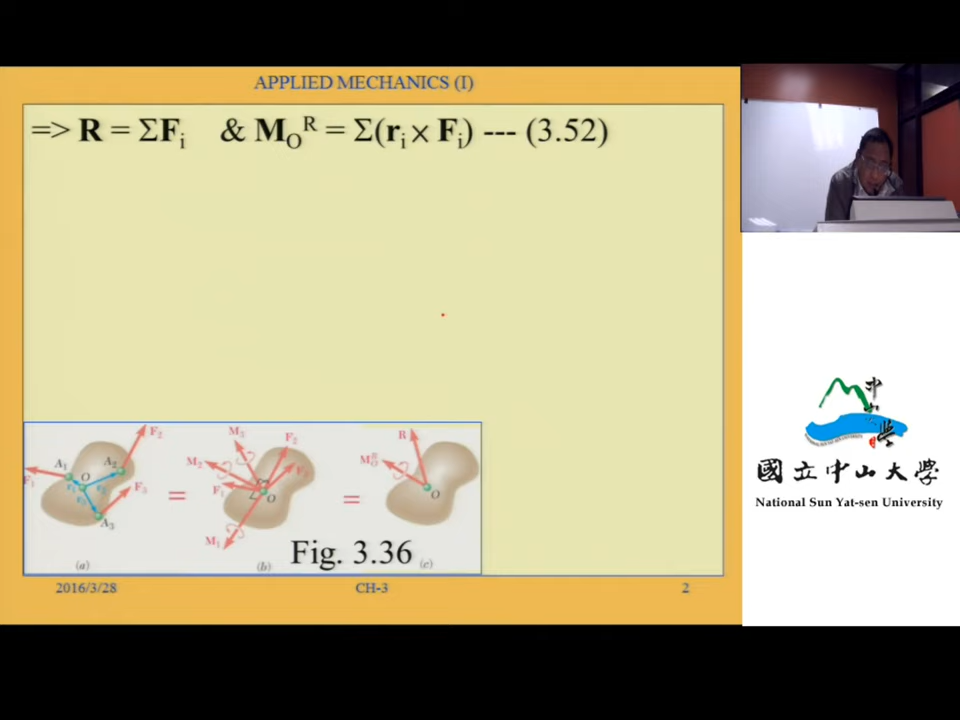 APPLIED MECHANICS (I)
=> R = ΣFᵢ & M_O^R = Σ(rᵢ × Fᵢ) --- (3.52)
F₂
A₁
O
A₂
F₁
r₁
r₂
F₃
A₃
(a)
=
M₃
F₂
M₂
F₁
O
M₁
(b)
=
R
M_O^R
O
(c)
Fig. 3.36
2016/3/28
CH-3
2
國立中山大學
National Sun Yat-sen University